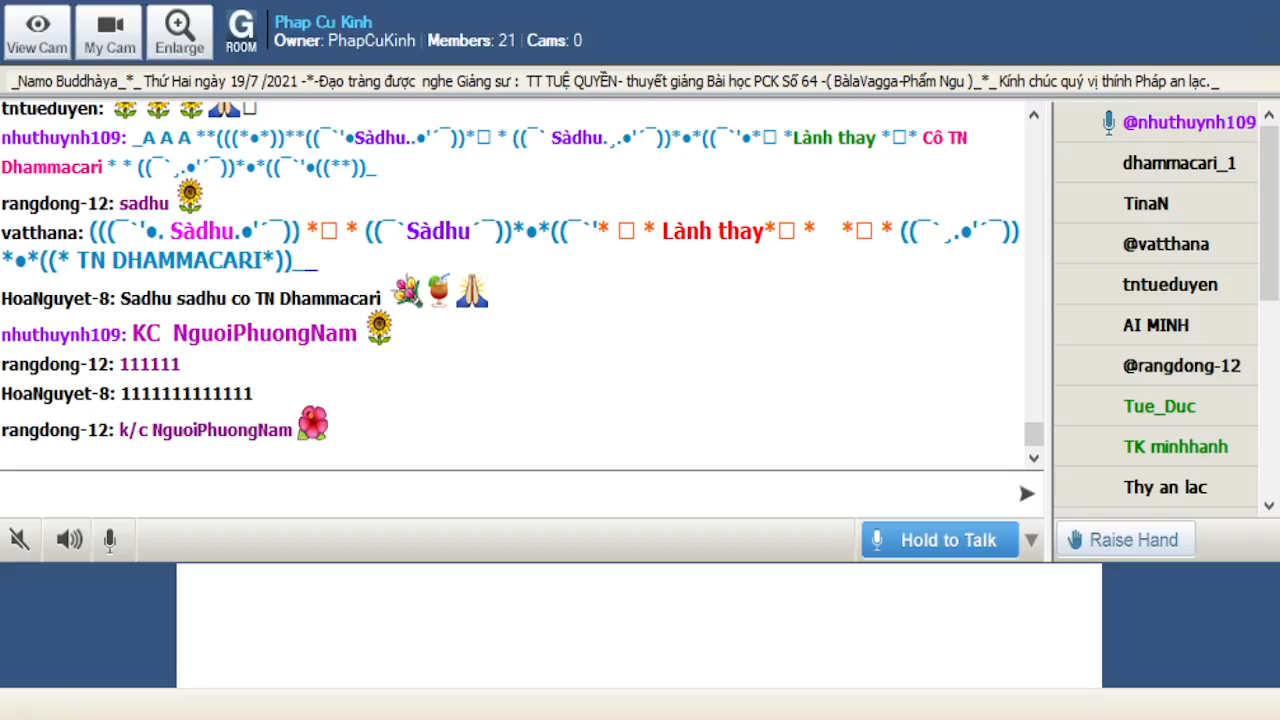 View Cam
My Cam
Enlarge
G
ROOM
Phap Cu Kinh
Owner: PhapCuKinh | Members: 21 | Cams: 0
_Namo Buddhàya_*_ Thứ Hai ngày 19/7 /2021 -*-Đạo tràng được nghe Giảng sư : TT TUỆ QUYỀN- thuyết giảng Bài học PCK Số 64 -( BàlaVagga-Phẩm Ngu )_*_ Kính chúc quý vị thính Pháp an lạc._
tntueduyen:
nhuthuynh109: _A A A **(((*●*))**((¯`'●Sàdhu..●'´¯))*□ * ((¯` Sàdhu.¸.●'´¯))*●*((¯`'●*□ *Lành thay *□* Cô TN
Dhammacari * * ((¯`¸.●'´¯))*●*((¯`'●((**))_
rangdong-12: sadhu
vatthana: (((¯`'●. Sàdhu.●'´¯)) *□ * ((¯`Sàdhu´¯))*●*((¯`'* □ * Lành thay*□ * *□ * ((¯`¸.●'´¯))
*●*((* TN DHAMMACARI*))__
HoaNguyet-8: Sadhu sadhu co TN Dhammacari
nhuthuynh109: KC NguoiPhuongNam
rangdong-12: 111111
HoaNguyet-8: 1111111111111
rangdong-12: k/c NguoiPhuongNam
@nhuthuynh109
dhammacari_1
TinaN
@vatthana
tntueduyen
AI MINH
@rangdong-12
Tue_Duc
TK minhhanh
Thy an lac
Hold to Talk
Raise Hand